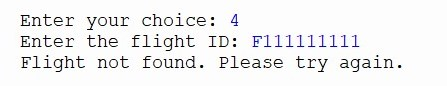 Enter your choice: 4
Enter the flight ID: F111111111
Flight not found. Please try again.